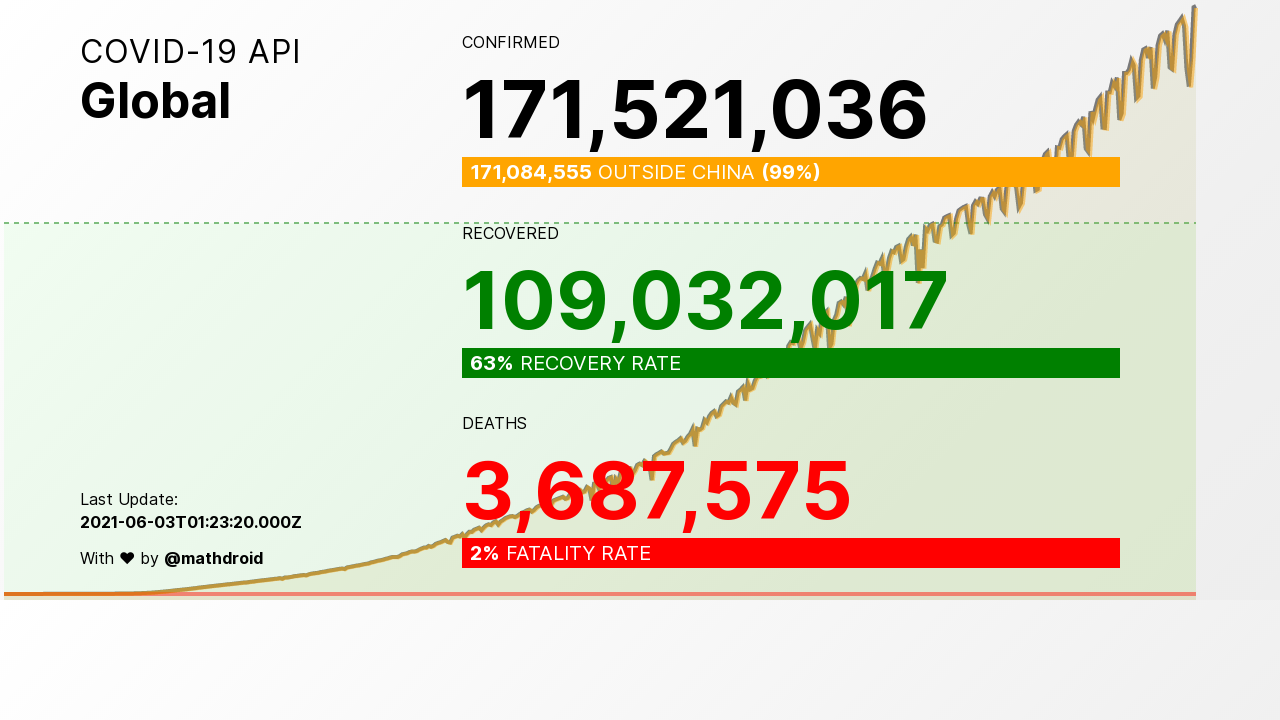 COVID-19 API
Global
CONFIRMED
171,521,036
171,084,555 OUTSIDE CHINA (99%)
RECOVERED
109,032,017
63% RECOVERY RATE
DEATHS
3,687,575
2% FATALITY RATE
Last Update:
2021-06-03T01:23:20.000Z
With ♥ by @mathdroid